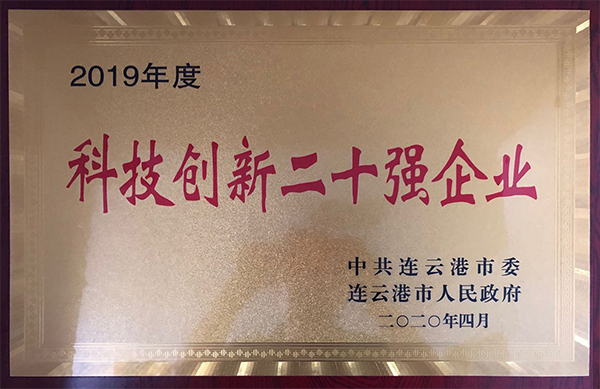 2019年度
科技创新二十强企业
中共连云港市委
连云港市人民政府
二〇二〇年四月